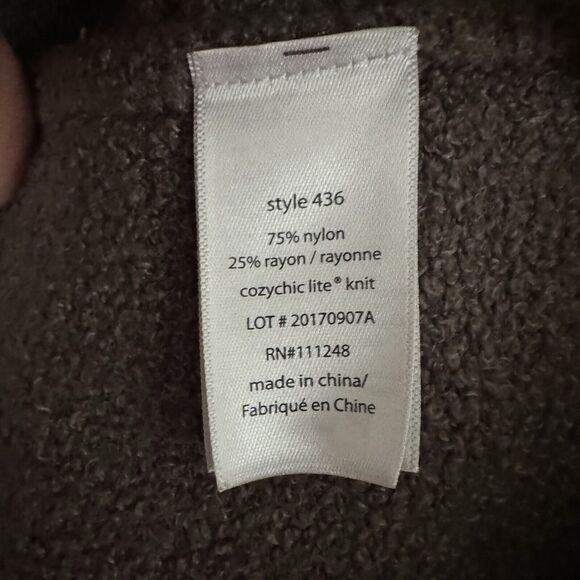 style 436
75% nylon
25% rayon / rayonne
cozychic lite® knit
LOT # 20170907A
RN#111248
made in china/
Fabriqué en Chine